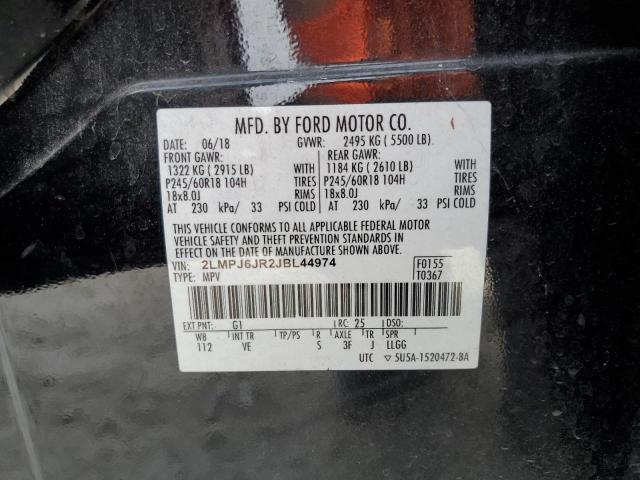 MFD. BY FORD MOTOR CO.
DATE: 06/18 GVWR: 2495 KG ( 5500 LB)
FRONT GAWR: REAR GAWR:
1322 KG ( 2915 LB) WITH 1184 KG ( 2610 LB) WITH
P245/60R18 104H TIRES P245/60R18 104H TIRES
18x8.0J RIMS 18x8.0J RIMS
AT 230 kPa/ 33 PSI COLD AT 230 kPa/ 33 PSI COLD
THIS VEHICLE CONFORMS TO ALL APPLICABLE FEDERAL MOTOR
VEHICLE SAFETY AND THEFT PREVENTION STANDARDS IN
EFFECT ON THE DATE OF MANUFACTURE SHOWN ABOVE.
VIN: 2LMPJ6JR2JBL44974 F0155
TYPE: MPV T0367
EXT PNT: G1 RC: 25 DSO:
WB INT TR TP/PS R AXLE TR SPR
112 VE S 3F J LLGG
UTC ▽ 5U5A-1520472-BA